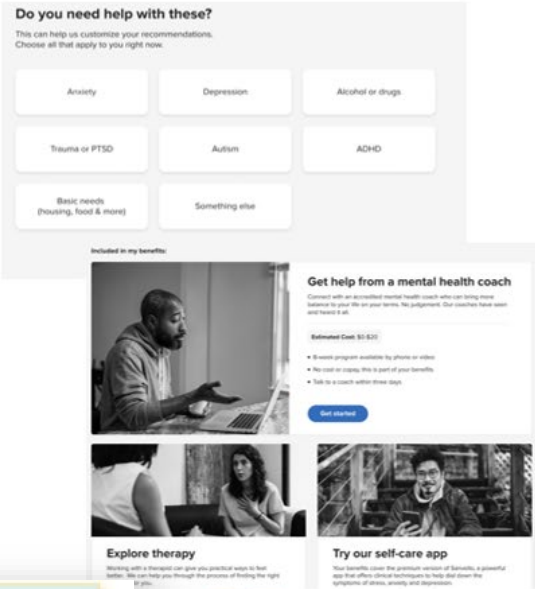 Do you need help with these?
This can help us customize your recommendations.
Choose all that apply to you right now.
Anxiety
Depression
Alcohol or drugs
Trauma or PTSD
Autism
ADHD
Basic needs
(housing, food & more)
Something else
Included in my benefits:
Get help from a mental health coach
Connect with an accredited mental health coach who can bring more
balance to your life on your terms. No judgement. Our coaches have seen
and heard it all.
Estimated Cost: $0-$20
• 8-week program available by phone or video
• No cost or copay, this is part of your benefits
• Talk to a coach within three days
Get started
Explore therapy
Working with a therapist can give you practical ways to feel
better. We can help you through the process of finding the right
for you.
Try our self-care app
Your benefits cover the premium version of Sanvello, a powerful
app that offers clinical techniques to help dial down the
symptoms of stress, anxiety and depression.